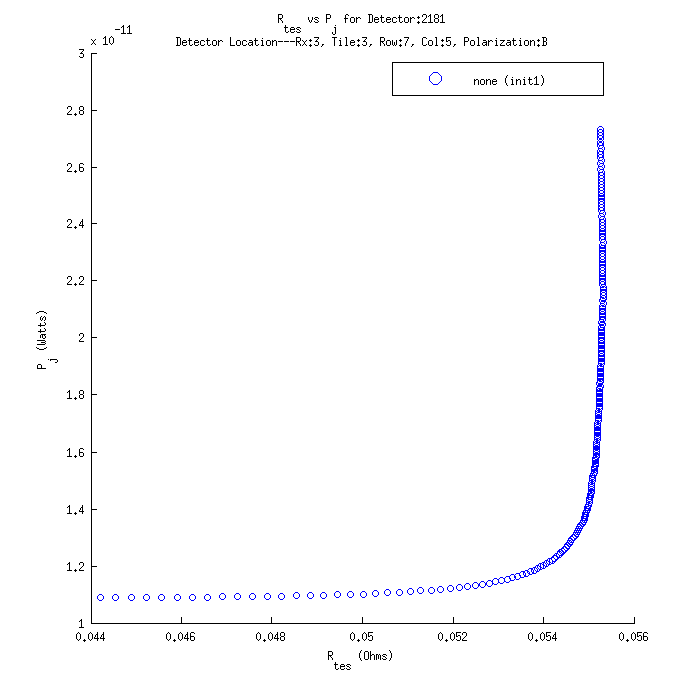 R_tes vs P_j for Detector:2181
Detector Location---Rx:3, Tile:3, Row:7, Col:5, Polarization:B
x 10^-11
none (init1)
3
2.8
2.6
2.4
2.2
2
1.8
1.6
1.4
1.2
1
P_j (Watts)
0.044 0.046 0.048 0.05 0.052 0.054 0.056
R_tes (Ohms)